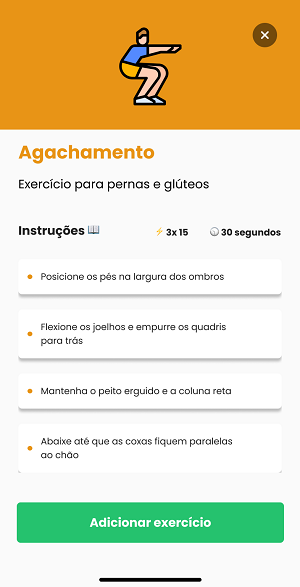 Agachamento
Exercício para pernas e glúteos
Instruções 📖 ⚡ 3x 15 🕥 30 segundos
Posicione os pés na largura dos ombros
Flexione os joelhos e empurre os quadris
para trás
Mantenha o peito erguido e a coluna reta
Abaixe até que as coxas fiquem paralelas
ao chão
Adicionar exercício